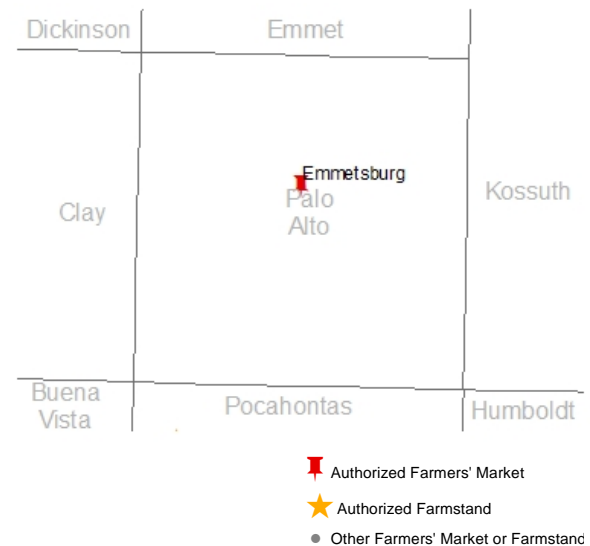 Dickinson
Emmet
Emmetsburg
Clay
Palo
Alto
Kossuth
Buena
Vista
Pocahontas
Humboldt
Authorized Farmers' Market
Authorized Farmstand
Other Farmers' Market or Farmstand